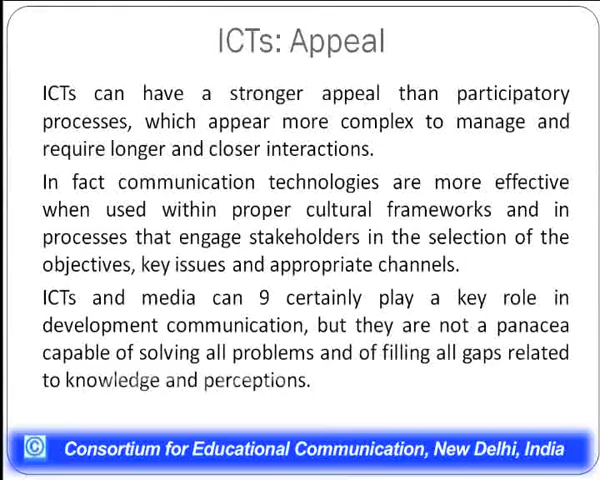 ICTs: Appeal
ICTs can have a stronger appeal than participatory
processes, which appear more complex to manage and
require longer and closer interactions.
In fact communication technologies are more effective
when used within proper cultural frameworks and in
processes that engage stakeholders in the selection of the
objectives, key issues and appropriate channels.
ICTs and media can 9 certainly play a key role in
development communication, but they are not a panacea
capable of solving all problems and of filling all gaps related
to knowledge and perceptions.
© Consortium for Educational Communication, New Delhi, India